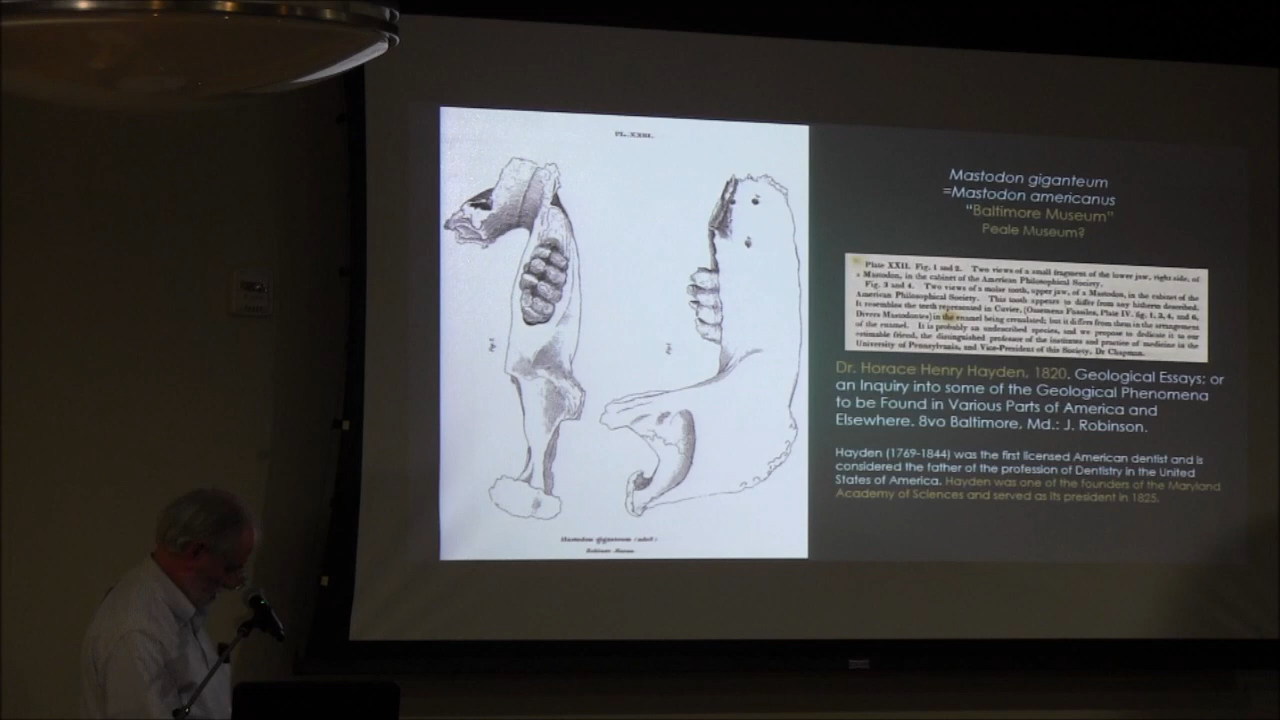 PL. XXIII.
Mastodon giganteum (adult)
Baltimore Museum
Mastodon giganteum
=Mastodon americanus
"Baltimore Museum"
Peale Museum?
Plate XXII. Fig. 1 and 2. Two views of a small fragment of the lower jaw, right side, of
a Mastodon, in the cabinet of the American Philosophical Society.
Fig. 3 and 4. Two views of a molar tooth, upper jaw, of a Mastodon, in the cabinet of the
American Philosophical Society. This tooth appears to differ from any hitherto described.
It resembles the teeth represented in Cuvier, (Ossemens Fossiles, Plate IV. fig. 1, 3, 4, and 6,
Divers Mastodontes) in the enamel being crenulated; but it differs from them in the arrangement
of the enamel. It is probably an undescribed species, and we propose to dedicate it to our
estimable friend, the distinguished professor of the institutes and practice of medicine in the
University of Pennsylvania, and Vice-President of this Society, Dr Chapman.
Dr. Horace Henry Hayden, 1820. Geological Essays; or
an Inquiry into some of the Geological Phenomena
to be Found in Various Parts of America and
Elsewhere. 8vo Baltimore, Md.: J. Robinson.
Hayden (1769-1844) was the first licensed American dentist and is
considered the father of the profession of Dentistry in the United
States of America. Hayden was one of the founders of the Maryland
Academy of Sciences and served as its president in 1825.